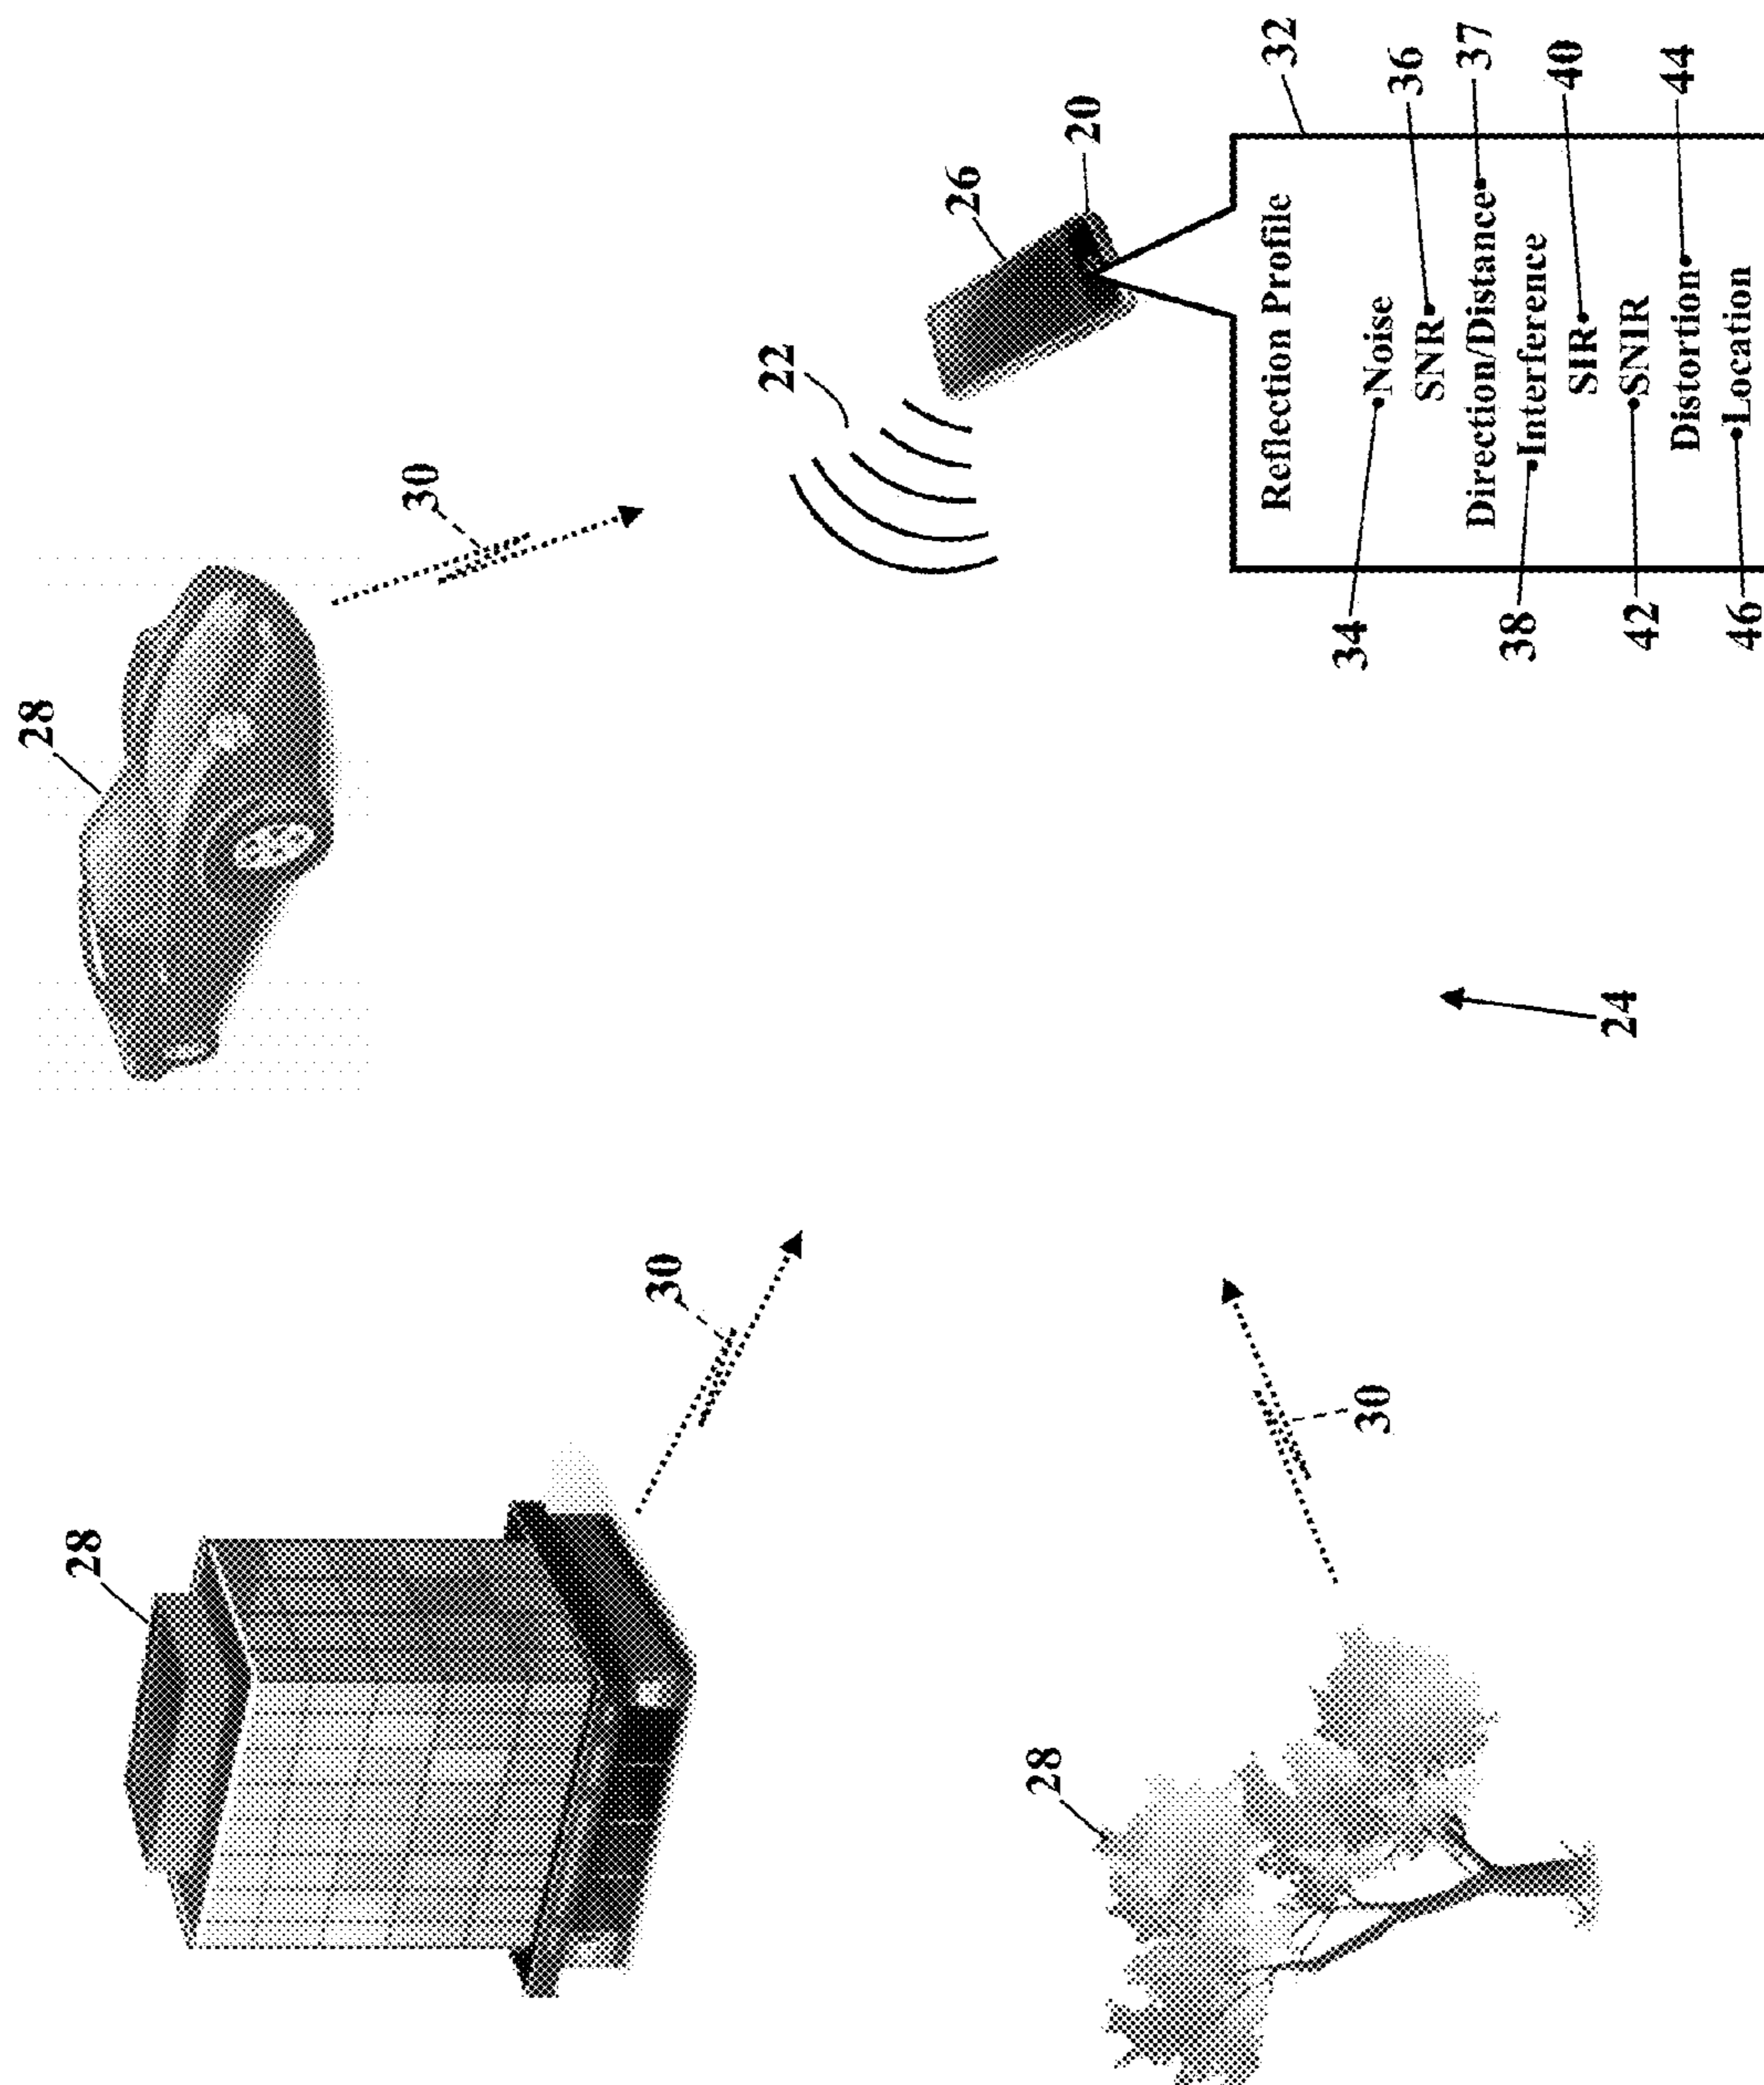 28
28
30
30
22
26
20
28
30
24
32
Reflection Profile
34
Noise
SNR
36
Direction/Distance
37
38
Interference
SIR
40
42
SNIR
Distortion
44
46
Location